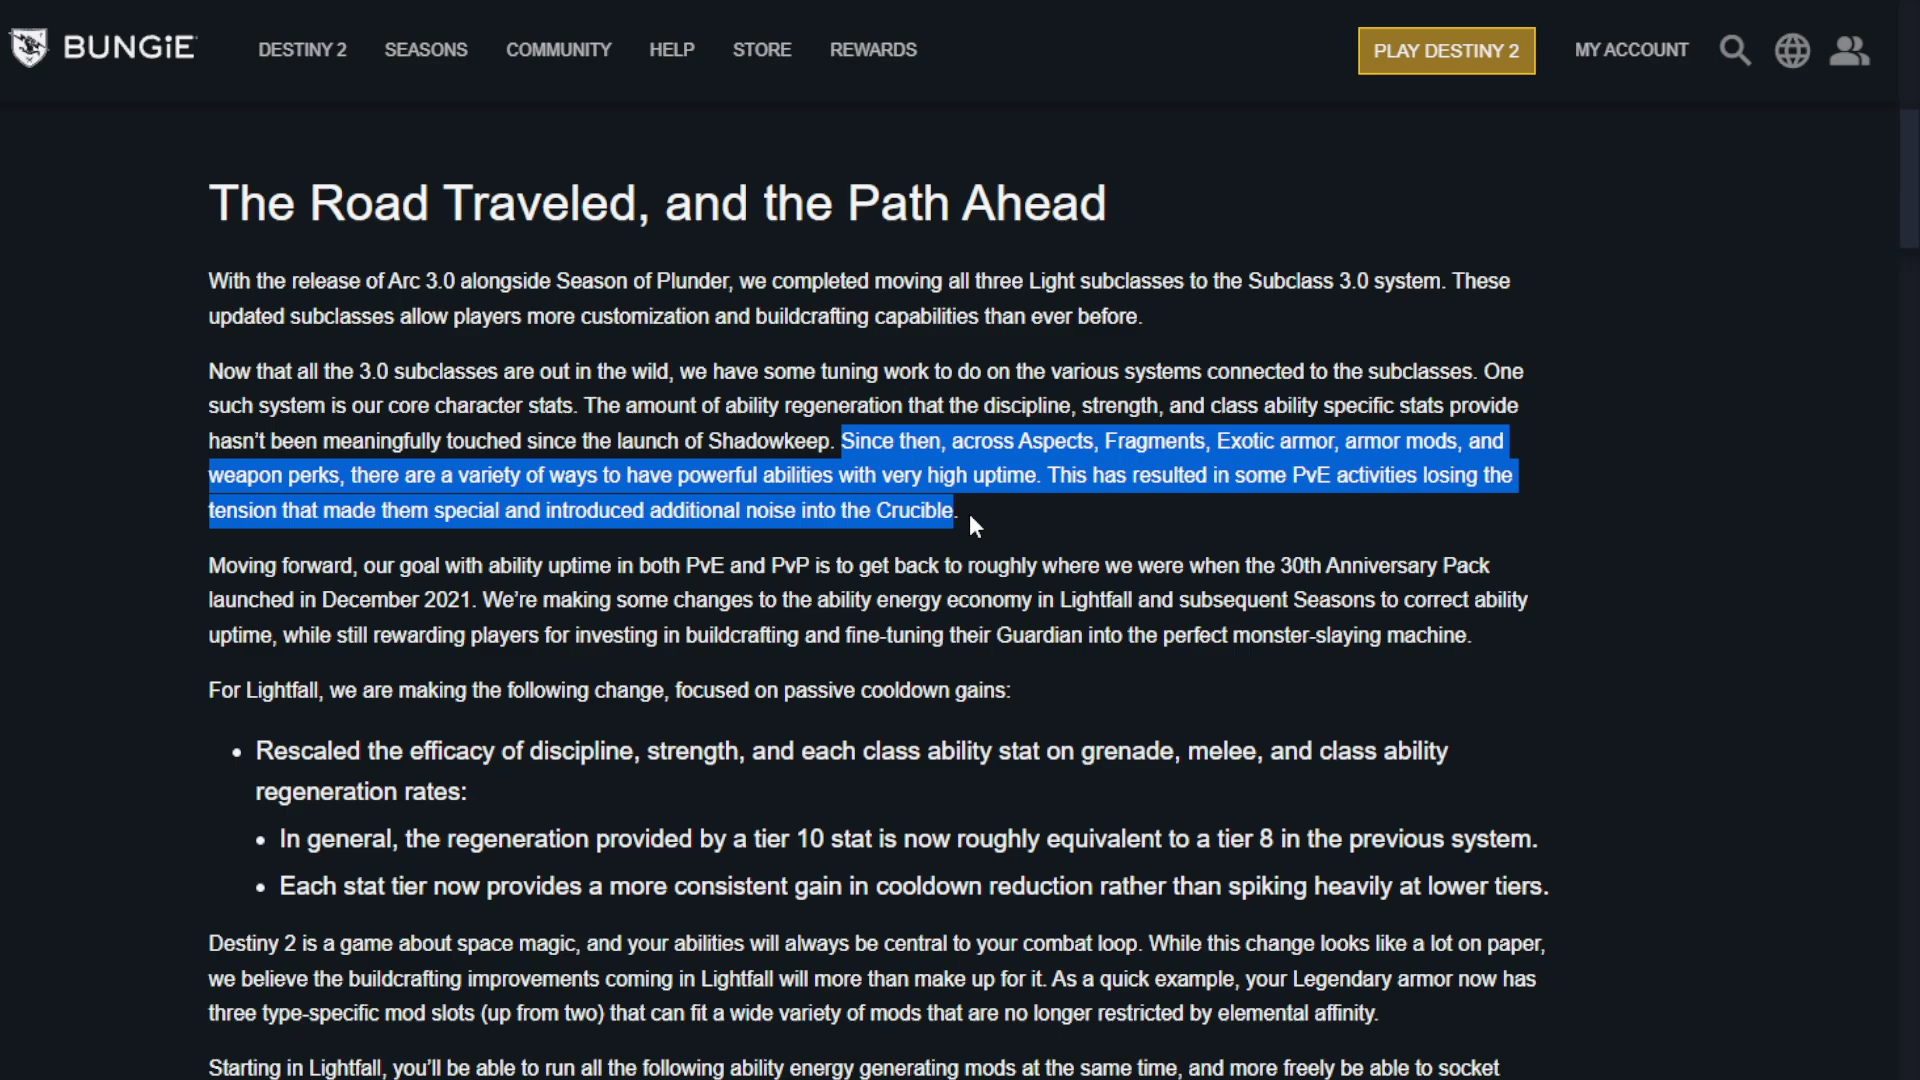 BUNGiE DESTINY 2 SEASONS COMMUNITY HELP STORE REWARDS PLAY DESTINY 2 MY ACCOUNT
The Road Traveled, and the Path Ahead
With the release of Arc 3.0 alongside Season of Plunder, we completed moving all three Light subclasses to the Subclass 3.0 system. These
updated subclasses allow players more customization and buildcrafting capabilities than ever before.
Now that all the 3.0 subclasses are out in the wild, we have some tuning work to do on the various systems connected to the subclasses. One
such system is our core character stats. The amount of ability regeneration that the discipline, strength, and class ability specific stats provide
hasn't been meaningfully touched since the launch of Shadowkeep. Since then, across Aspects, Fragments, Exotic armor, armor mods, and
weapon perks, there are a variety of ways to have powerful abilities with very high uptime. This has resulted in some PvE activities losing the
tension that made them special and introduced additional noise into the Crucible.
Moving forward, our goal with ability uptime in both PvE and PvP is to get back to roughly where we were when the 30th Anniversary Pack
launched in December 2021. We're making some changes to the ability energy economy in Lightfall and subsequent Seasons to correct ability
uptime, while still rewarding players for investing in buildcrafting and fine-tuning their Guardian into the perfect monster-slaying machine.
For Lightfall, we are making the following change, focused on passive cooldown gains:
• Rescaled the efficacy of discipline, strength, and each class ability stat on grenade, melee, and class ability
regeneration rates:
• In general, the regeneration provided by a tier 10 stat is now roughly equivalent to a tier 8 in the previous system.
• Each stat tier now provides a more consistent gain in cooldown reduction rather than spiking heavily at lower tiers.
Destiny 2 is a game about space magic, and your abilities will always be central to your combat loop. While this change looks like a lot on paper,
we believe the buildcrafting improvements coming in Lightfall will more than make up for it. As a quick example, your Legendary armor now has
three type-specific mod slots (up from two) that can fit a wide variety of mods that are no longer restricted by elemental affinity.
Starting in Lightfall, you'll be able to run all the following ability energy generating mods at the same time, and more freely be able to socket